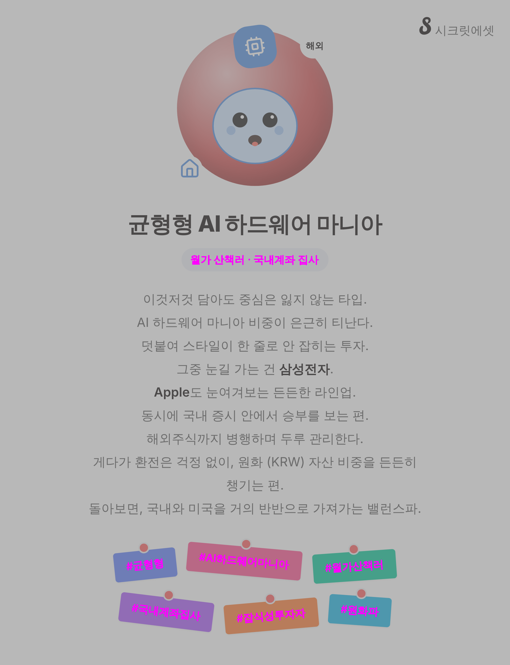 시크릿에셋
해외
균형형 AI 하드웨어 마니아
월가 산책러 · 국내계좌 집사
이것저것 담아도 중심은 잃지 않는 타입.
AI 하드웨어 마니아 비중이 은근히 티난다.
덧붙여 스타일이 한 줄로 안 잡히는 투자.
그중 눈길 가는 건 삼성전자.
Apple도 눈여겨보는 든든한 라인업.
동시에 국내 증시 안에서 승부를 보는 편.
해외주식까지 병행하며 두루 관리한다.
게다가 환전은 걱정 없이, 원화 (KRW) 자산 비중을 든든히
챙기는 편.
돌아보면, 국내와 미국을 거의 반반으로 가져가는 밸런스파.
#균형형 #AI하드웨어마니아 #월가산책러
#국내계좌집사 #잡식성투자자 #원화파